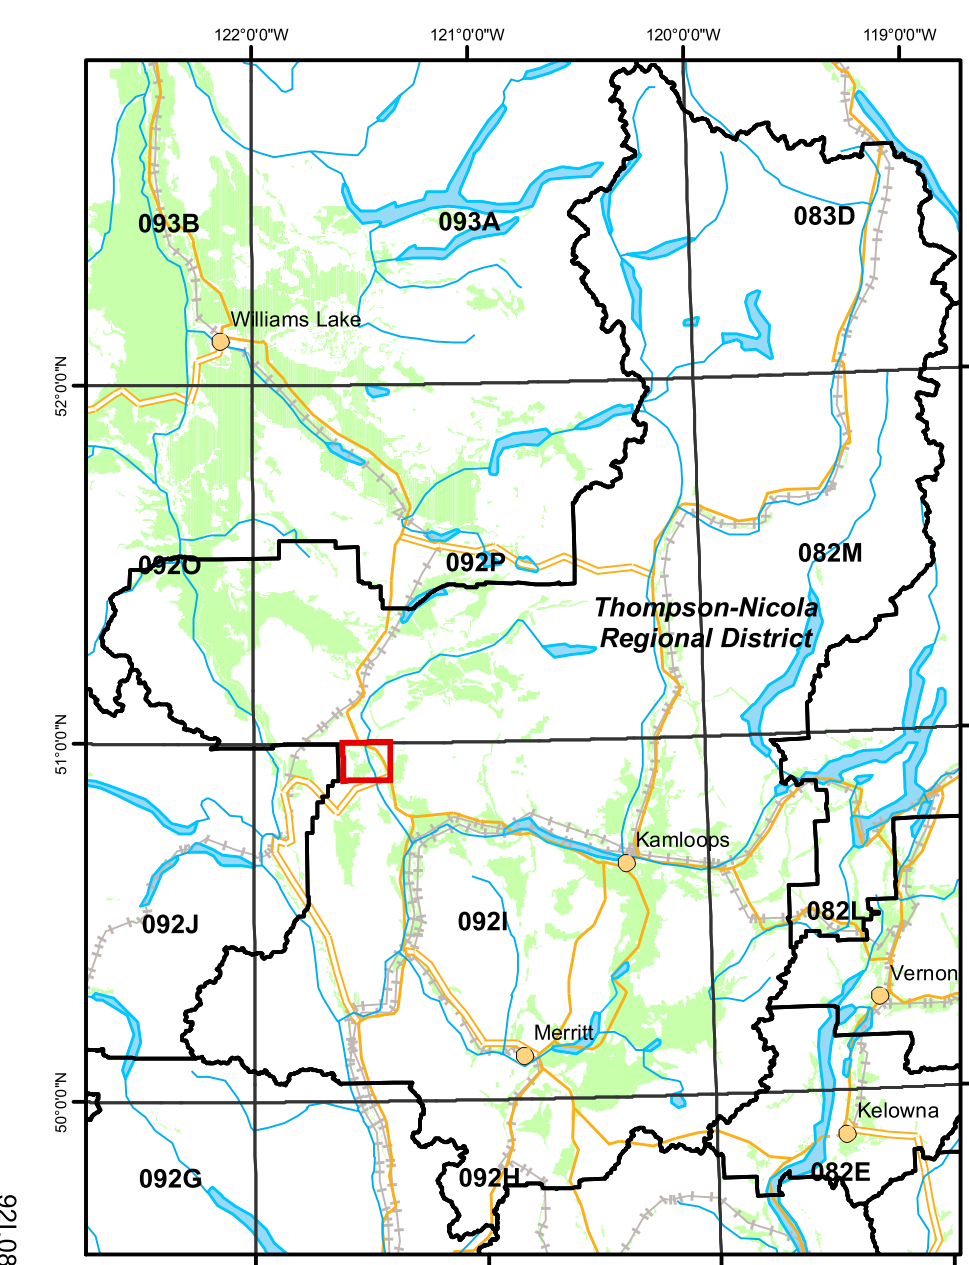 122°0'0"W
121°0'0"W
120°0'0"W
119°0'0"W
093B
093A
083D
Williams Lake
52°0'0"N
092O
092P
082M
Thompson-Nicola
Regional District
51°0'0"N
Kamloops
092J
092I
082L
Vernon
Merritt
50°0'0"N
Kelowna
092G
092H
082E